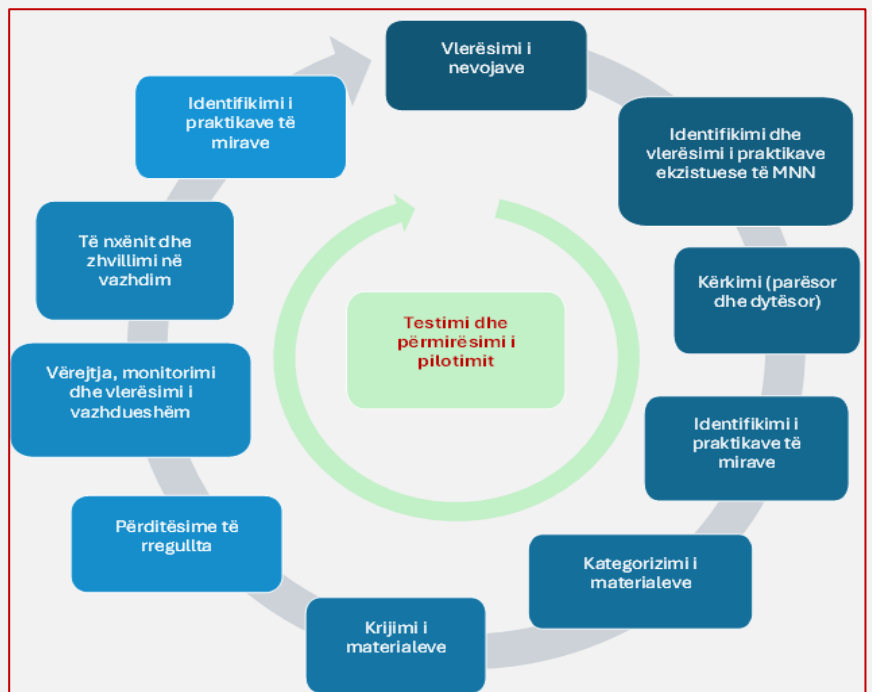 Vlerësimi i
nevojave
Identifikimi dhe
vlerësimi i praktikave
ekzistuese të MNN
Kërkimi (parësor
dhe dytësor)
Identifikimi i
praktikave të
mirave
Kategorizimi i
materialeve
Krijimi i
materialeve
Përditësime të
rregullta
Vërejtja, monitorimi
dhe vlerësimi i
vazhdueshëm
Të nxënit dhe
zhvillimi në
vazhdim
Identifikimi i
praktikave të
mirave
Testimi dhe
përmirësimi i
pilotimit